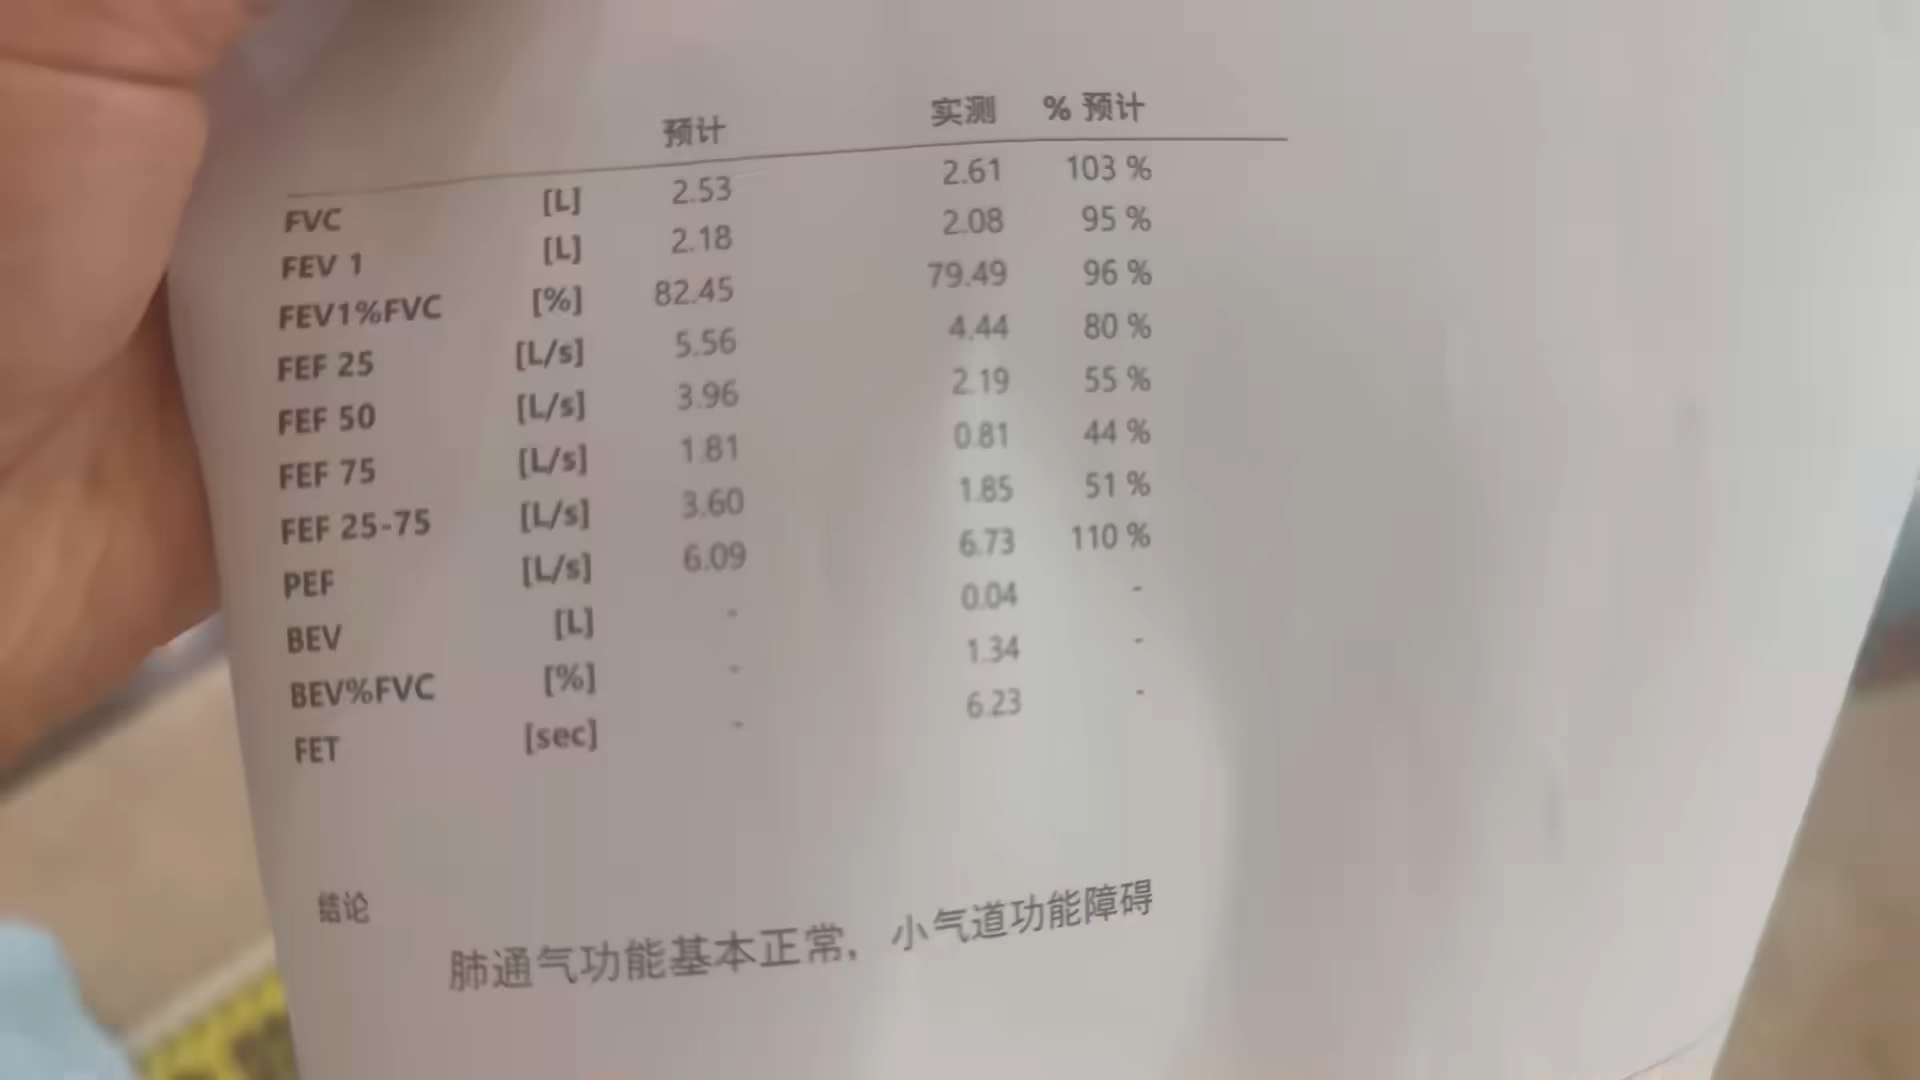 预计 实测 % 预计
FVC [L] 2.53 2.61 103 %
FEV 1 [L] 2.18 2.08 95 %
FEV1%FVC [%] 82.45 79.49 96 %
FEF 25 [L/s] 5.56 4.44 80 %
FEF 50 [L/s] 3.96 2.19 55 %
FEF 75 [L/s] 1.81 0.81 44 %
FEF 25-75 [L/s] 3.60 1.85 51 %
PEF [L/s] 6.09 6.73 110 %
BEV [L] - 0.04 -
BEV%FVC [%] - 1.34 -
FET [sec] - 6.23 -
结论
肺通气功能基本正常, 小气道功能障碍